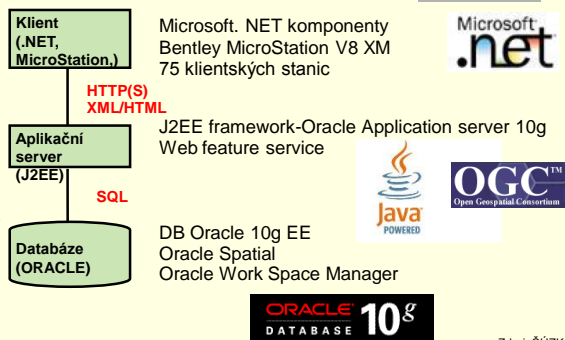 Klient
(.NET,
MicroStation,)
Microsoft. NET komponenty
Bentley MicroStation V8 XM
75 klientských stanic
Microsoft
.net
HTTP(S)
XML/HTML
Aplikační
server
(J2EE)
J2EE framework-Oracle Application server 10g
Web feature service
Java
POWERED
OGC™
Open Geospatial Consortium
SQL
Databáze
(ORACLE)
DB Oracle 10g EE
Oracle Spatial
Oracle Work Space Manager
ORACLE
DATABASE
10g